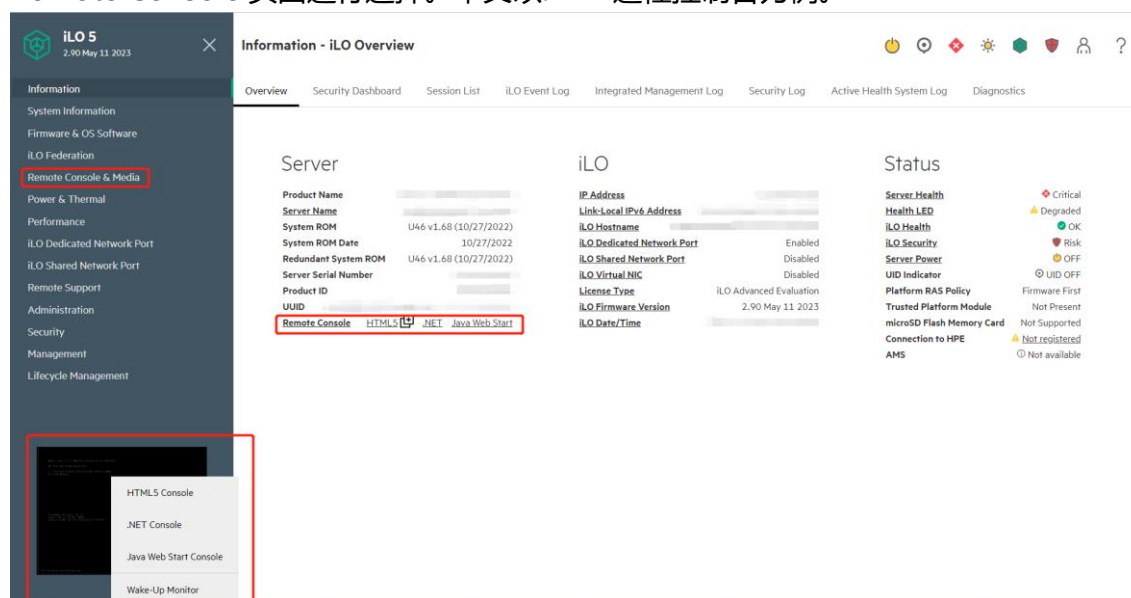 iLO 5
2.90 May 11 2023
Information - iLO Overview
?
Information
System Information
Firmware & OS Software
iLO Federation
Remote Console & Media
Power & Thermal
Performance
iLO Dedicated Network Port
iLO Shared Network Port
Remote Support
Administration
Security
Management
Lifecycle Management
Overview Security Dashboard Session List iLO Event Log Integrated Management Log Security Log Active Health System Log Diagnostics
Server
Product Name
Server Name
System ROM U46 v1.68 (10/27/2022)
System ROM Date 10/27/2022
Redundant System ROM U46 v1.68 (10/27/2022)
Server Serial Number
Product ID
UUID
Remote Console HTML5 .NET Java Web Start
iLO
IP Address
Link-Local IPv6 Address
iLO Hostname
iLO Dedicated Network Port Enabled
iLO Shared Network Port Disabled
iLO Virtual NIC Disabled
License Type iLO Advanced Evaluation
iLO Firmware Version 2.90 May 11 2023
iLO Date/Time
Status
Server Health Critical
Health LED Degraded
iLO Health OK
iLO Security Risk
Server Power OFF
UID Indicator UID OFF
Platform RAS Policy Firmware First
Trusted Platform Module Not Present
microSD Flash Memory Card Not Supported
Connection to HPE Not registered
AMS Not available
HTML5 Console
.NET Console
Java Web Start Console
Wake-Up Monitor